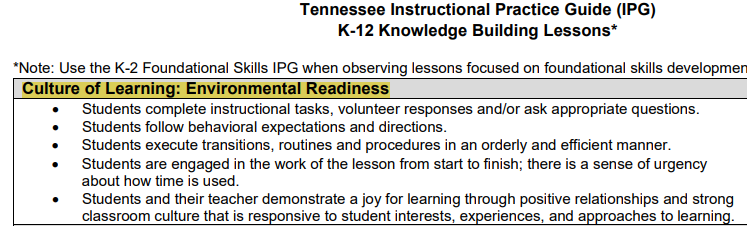 Tennessee Instructional Practice Guide (IPG)
K-12 Knowledge Building Lessons*
*Note: Use the K-2 Foundational Skills IPG when observing lessons focused on foundational skills
Culture of Learning: Environmental Readiness
• Students complete instructional tasks, volunteer responses and/or ask appropriate questions.
• Students follow behavioral expectations and directions.
• Students execute transitions, routines and procedures in an orderly and efficient manner.
• Students are engaged in the work of the lesson from start to finish; there is a sense of urgency
about how time is used.
• Students and their teacher demonstrate a joy for learning through positive relationships and strong
classroom culture that is responsive to student interests, experiences, and approaches to learning.